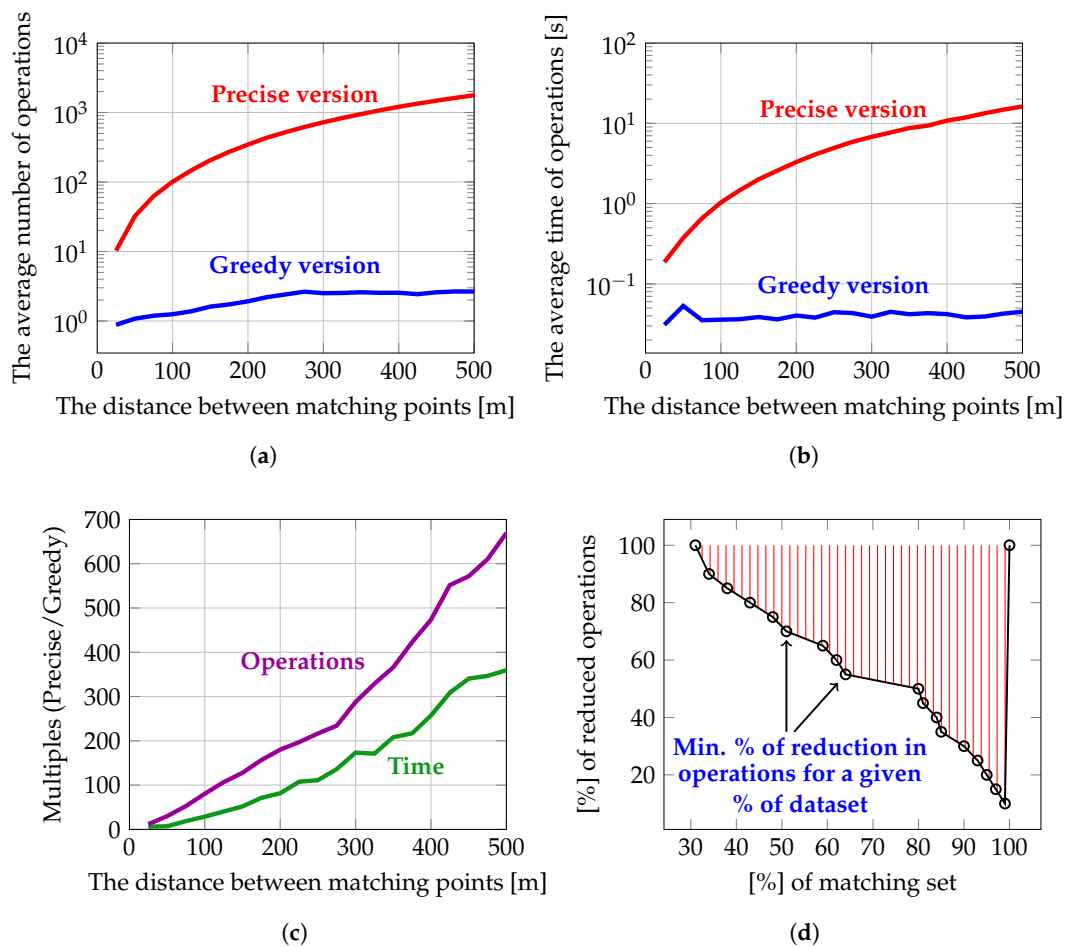 The average number of operations
10^4
10^3
10^2
10^1
10^0
Precise version
Greedy version
0 100 200 300 400 500
The distance between matching points [m]
(a)
The average time of operations [s]
10^2
10^1
10^0
10^−1
Precise version
Greedy version
0 100 200 300 400 500
The distance between matching points [m]
(b)
Multiples (Precise/Greedy)
700
600
500
400
300
200
100
0
Operations
Time
0 100 200 300 400 500
The distance between matching points [m]
(c)
[%] of reduced operations
100
80
60
40
20
Min. % of reduction in
operations for a given
% of dataset
30 40 50 60 70 80 90 100
[%] of matching set
(d)